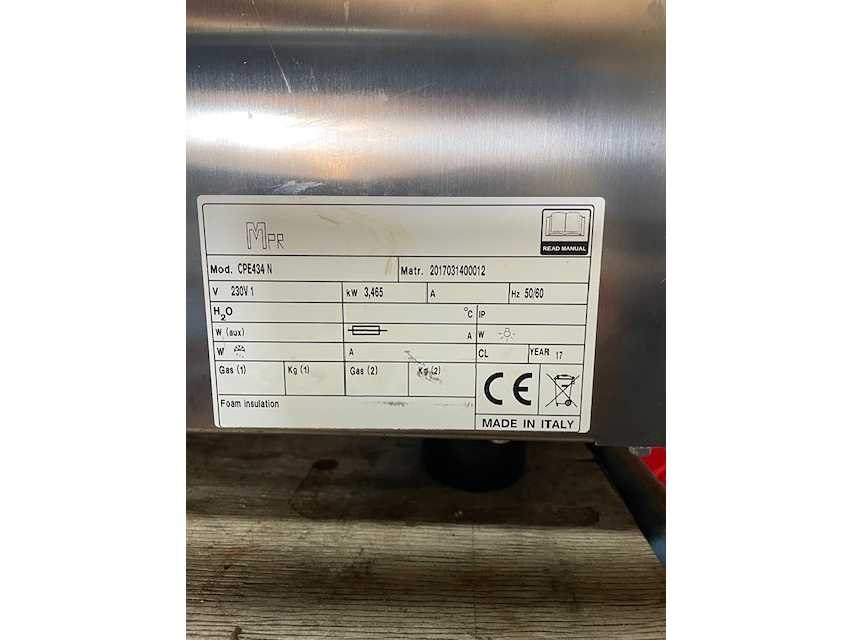 MPR
READ MANUAL
Mod. CPE434 N Matr. 2017031400012
V 230V 1 kW 3,465 A Hz 50/60
H2O °C IP
W (aux) A W
W A CL YEAR 17
Gas (1) Kg (1) Gas (2) Kg (2)
CE
Foam insulation
MADE IN ITALY